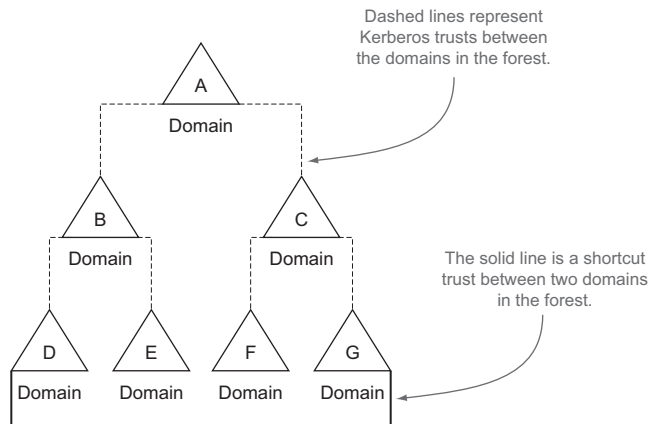 Dashed lines represent
Kerberos trusts between
the domains in the forest.
A
Domain
B
Domain
C
Domain
The solid line is a shortcut
trust between two domains
in the forest.
D
Domain
E
Domain
F
Domain
G
Domain